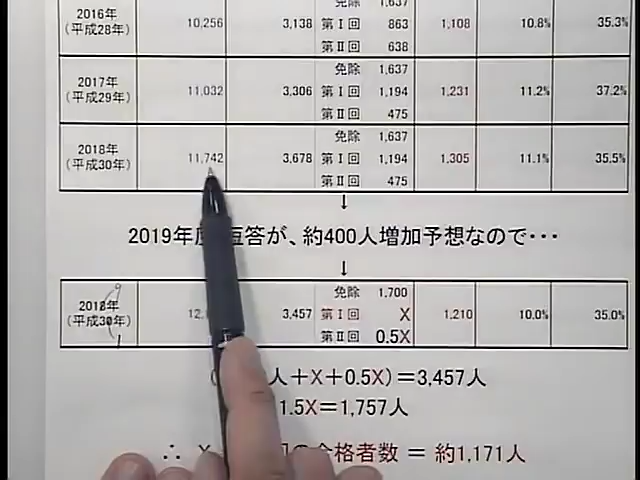 免除 1,637
2016年 10,256 3,138 第Ⅰ回 863 1,108 10.8% 35.3%
(平成28年) 第Ⅱ回 638
免除 1,637
2017年 11,032 3,306 第Ⅰ回 1,194 1,231 11.2% 37.2%
(平成29年) 第Ⅱ回 475
免除 1,637
2018年 11,742 3,678 第Ⅰ回 1,194 1,305 11.1% 35.5%
(平成30年) 第Ⅱ回 475
↓
2019年 短答が、約400人増加予想なので・・・
↓
免除 1,700
2018年 3,457 第Ⅰ回 X 1,210 10.0% 35.0%
(平成30年) 第Ⅱ回 0.5X
人＋X＋0.5X)＝3,457人
1.5X＝1,757人
∴ 合格者数 ＝ 約1,171人